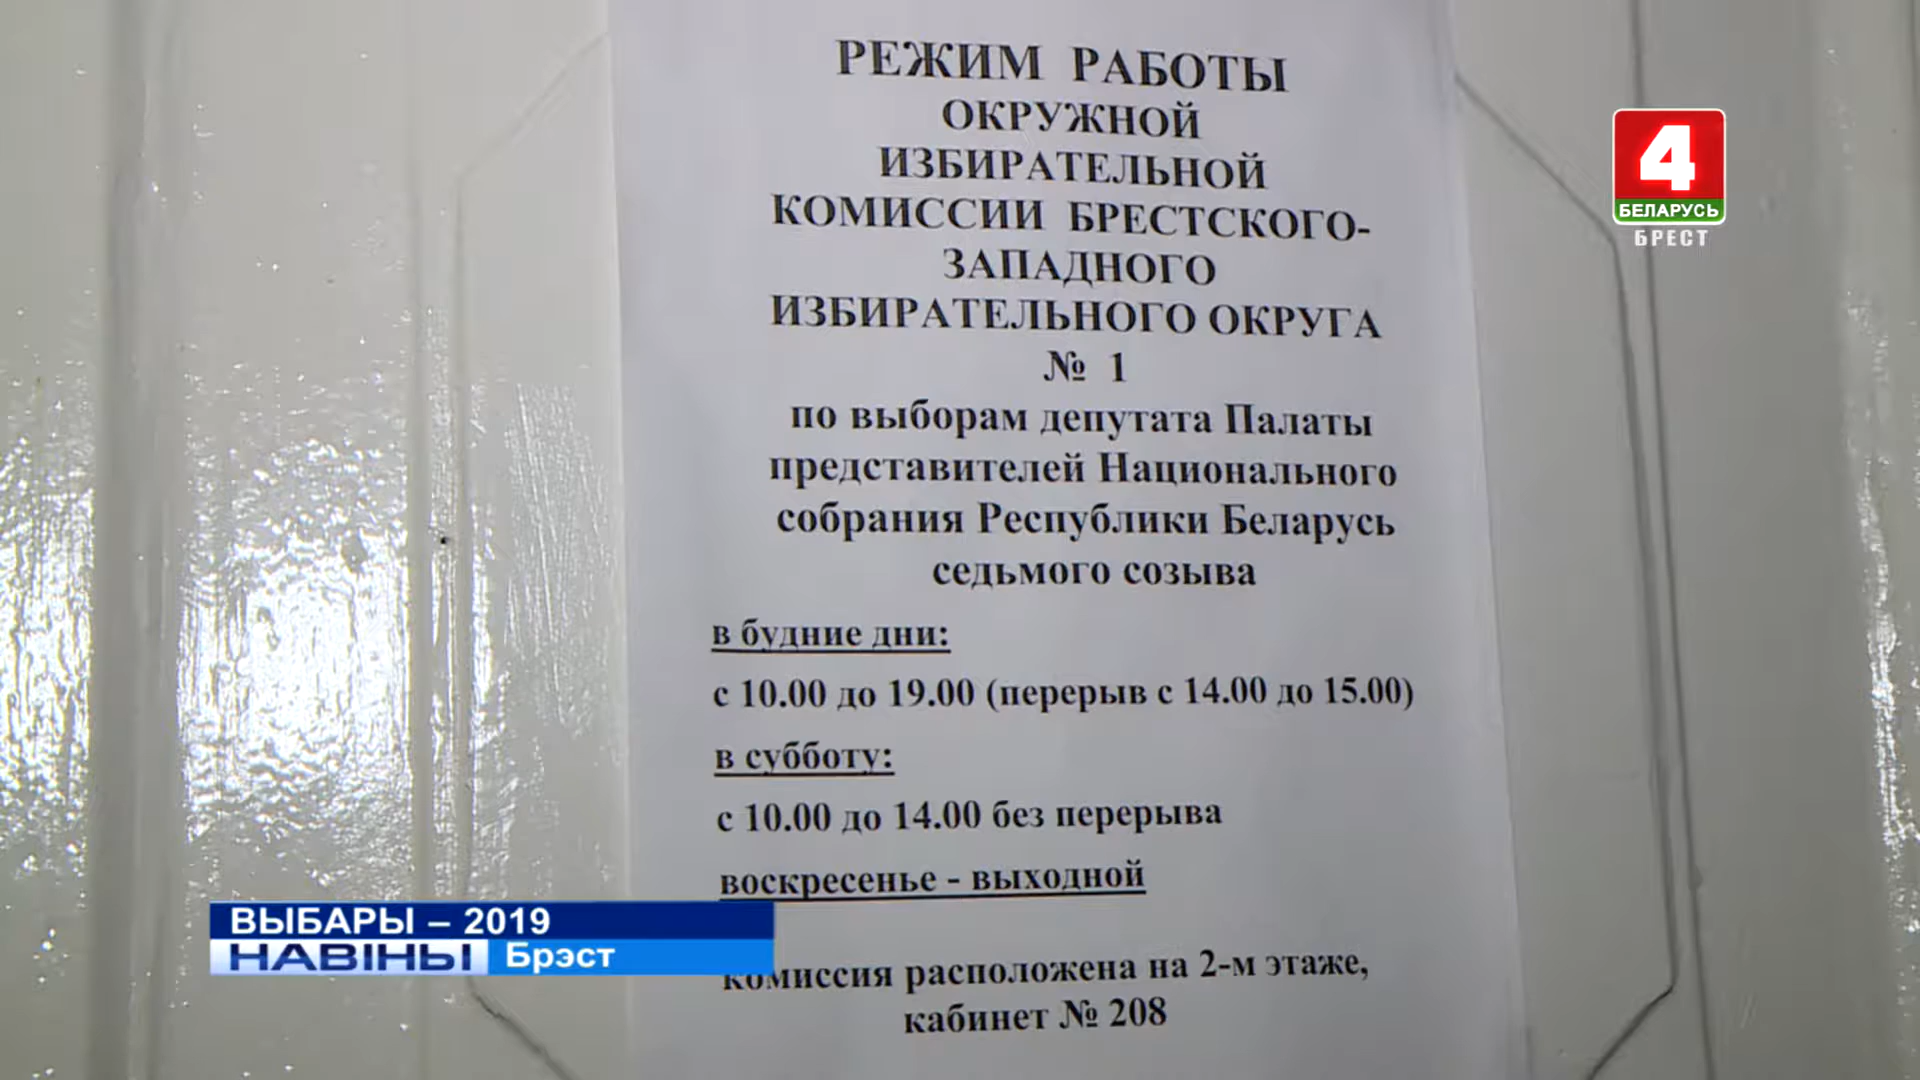 РЕЖИМ РАБОТЫ
ОКРУЖНОЙ
ИЗБИРАТЕЛЬНОЙ
КОМИССИИ БРЕСТСКОГО-
ЗАПАДНОГО
ИЗБИРАТЕЛЬНОГО ОКРУГА
№ 1
по выборам депутата Палаты
представителей Национального
собрания Республики Беларусь
седьмого созыва
в будние дни:
с 10.00 до 19.00 (перерыв с 14.00 до 15.00)
в субботу:
с 10.00 до 14.00 без перерыва
воскресенье - выходной
комиссия расположена на 2-м этаже,
кабинет № 208
4
БЕЛАРУСЬ
БРЕСТ
ВЫБАРЫ – 2019
НАВІНЫ Брэст